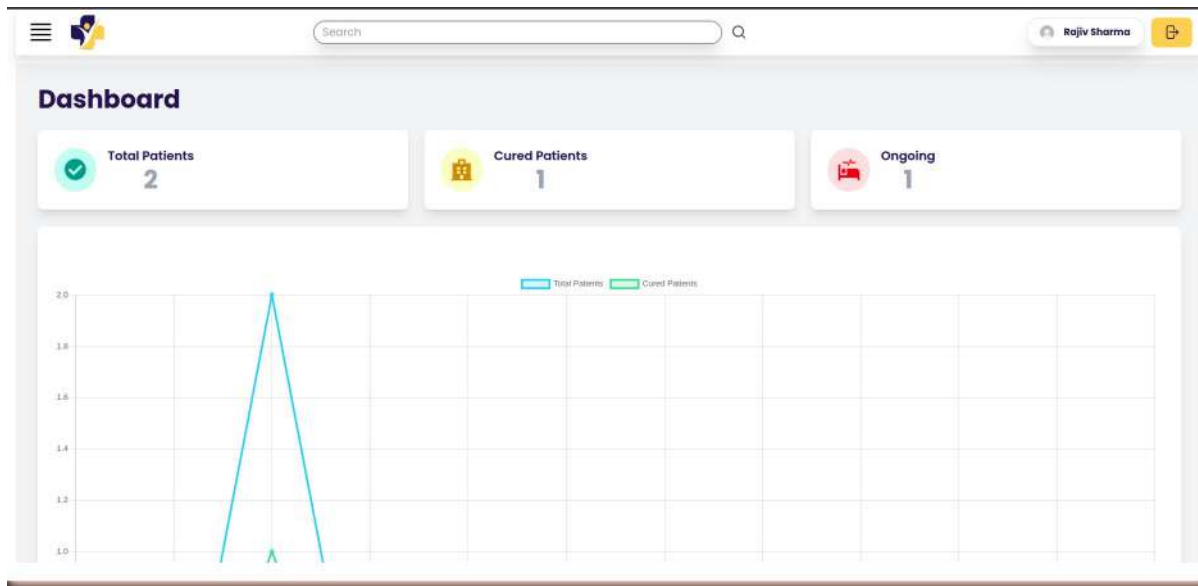 Search
Rajiv Sharma
Dashboard
Total Patients
2
Cured Patients
1
Ongoing
1
Total Patients Cured Patients
2.0
1.8
1.6
1.4
1.2
1.0